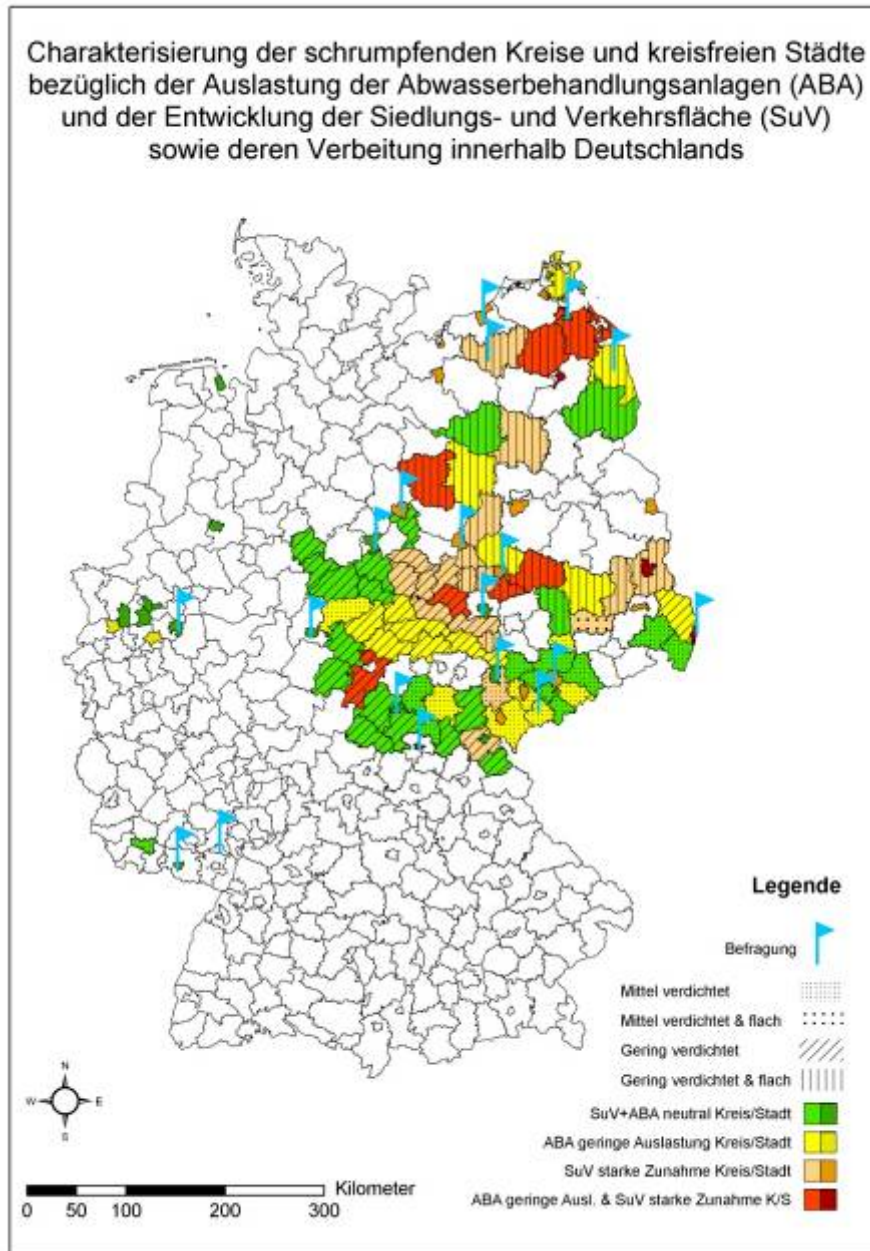 Charakterisierung der schrumpfenden Kreise und kreisfreien Städte
bezüglich der Auslastung der Abwasserbehandlungsanlagen (ABA)
und der Entwicklung der Siedlungs- und Verkehrsfläche (SuV)
sowie deren Verbeitung innerhalb Deutschlands
Legende
Befragung
Mittel verdichtet
Mittel verdichtet & flach
Gering verdichtet
Gering verdichtet & flach
SuV+ABA neutral Kreis/Stadt
ABA geringe Auslastung Kreis/Stadt
SuV starke Zunahme Kreis/Stadt
ABA geringe Ausl. & SuV starke Zunahme K/S
N
W E
S
Kilometer
0 50 100 200 300